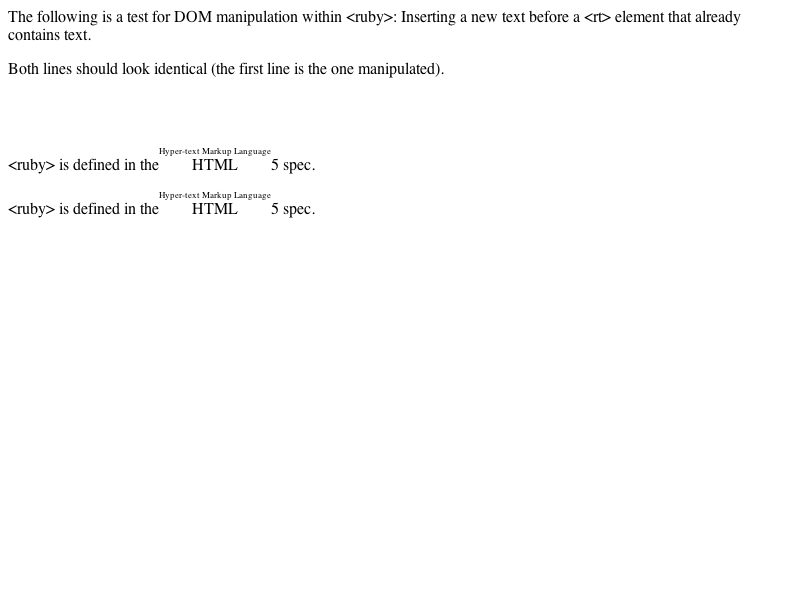 The following is a test for DOM manipulation within <ruby>: Inserting a new text before a <rt> element that already
contains text.
Both lines should look identical (the first line is the one manipulated).
Hyper-text Markup Language
<ruby> is defined in the HTML 5 spec.
Hyper-text Markup Language
<ruby> is defined in the HTML 5 spec.